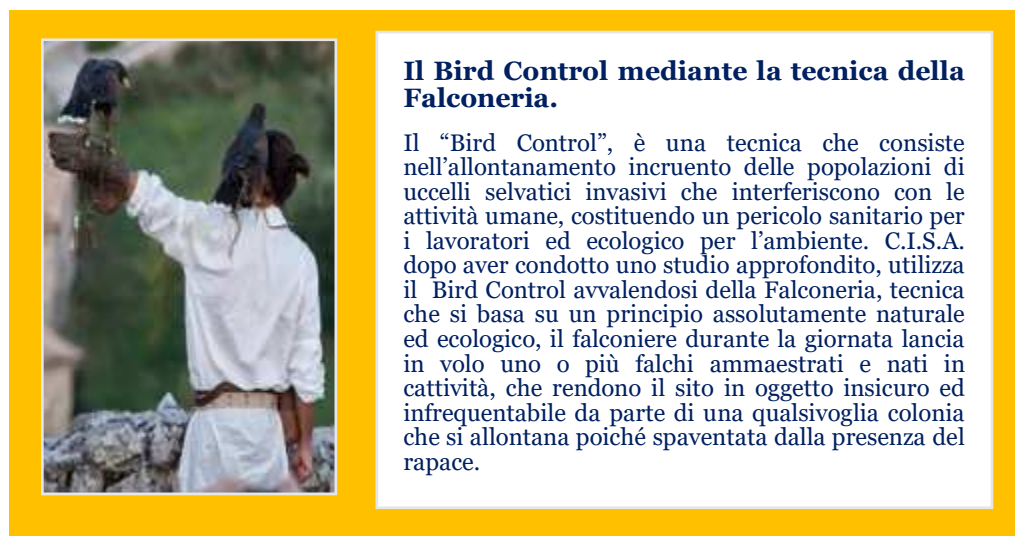 Il Bird Control mediante la tecnica della
Falconeria.
Il “Bird Control”, è una tecnica che consiste
nell’allontanamento incruento delle popolazioni di
uccelli selvatici invasivi che interferiscono con le
attività umane, costituendo un pericolo sanitario per
i lavoratori ed ecologico per l’ambiente. C.I.S.A.
dopo aver condotto uno studio approfondito, utilizza
il  Bird Control avvalendosi della Falconeria, tecnica
che si basa su un principio assolutamente naturale
ed ecologico, il falconiere durante la giornata lancia
in volo uno o più falchi ammaestrati e nati in
cattività, che rendono il sito in oggetto insicuro ed
infrequentabile da parte di una qualsivoglia colonia
che si allontana poiché spaventata dalla presenza del
rapace.